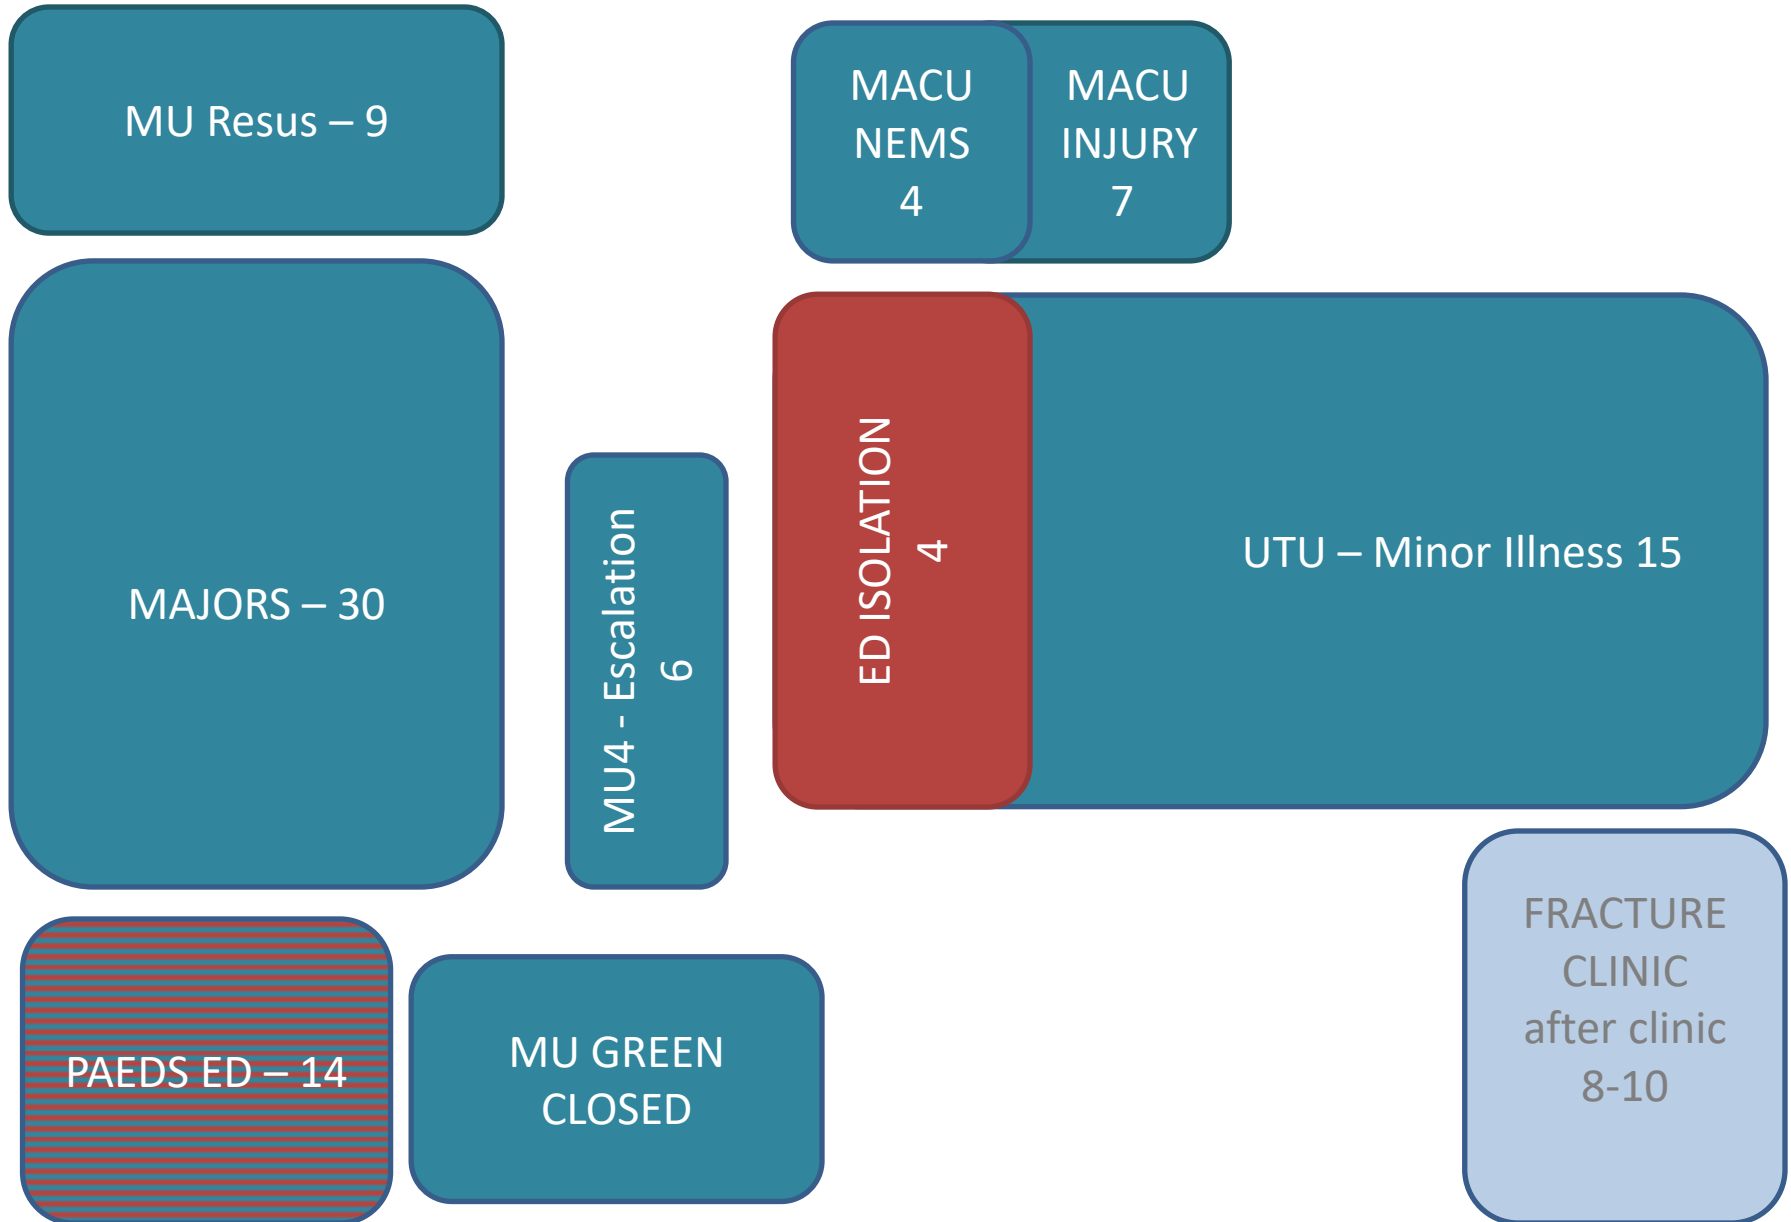 MU Resus – 9
MACU
NEMS
4
MACU
INJURY
7
MAJORS – 30
MU4 - Escalation
6
ED ISOLATION
4
UTU – Minor Illness 15
PAEDS ED – 14
MU GREEN
CLOSED
FRACTURE
CLINIC
after clinic
8-10